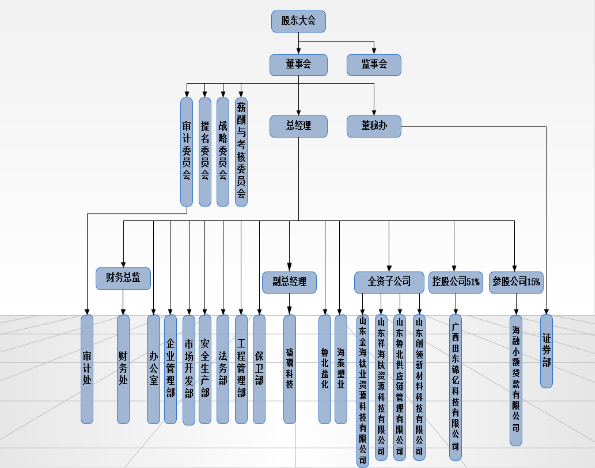 股东大会
董事会
监事会
审计委员会
提名委员会
战略委员会
薪酬与考核委员会
总经理
董秘办
财务总监
副总经理
全资子公司
控股公司51%
参股公司15%
审计处
财务处
办公室
企业管理部
市场开发部
安全生产部
法务部
工程管理部
保卫部
科技
鲁北盐化
海泰塑业
山东金海钛业资源科技有限公司
山东祥海钛资源科技有限公司
山东鲁北供应链管理有限公司
山东创领新材料科技有限公司
广西田东锦亿科技有限公司
海融小额贷款有限公司
证券部